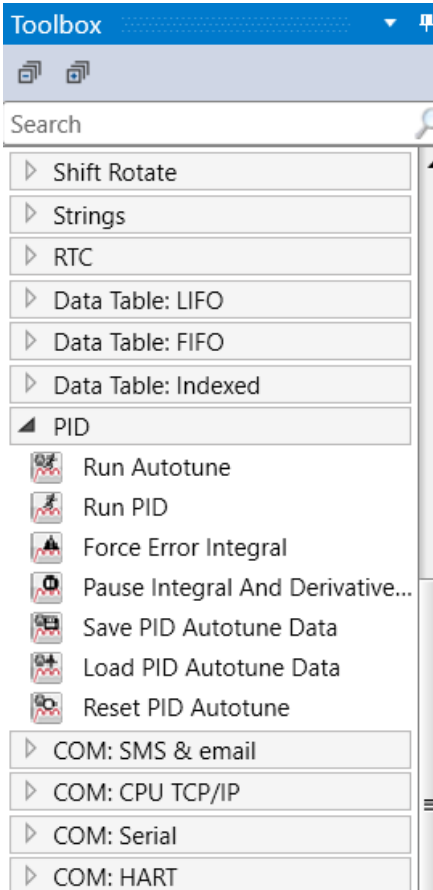 Toolbox
Search
Shift Rotate
Strings
RTC
Data Table: LIFO
Data Table: FIFO
Data Table: Indexed
PID
Run Autotune
Run PID
Force Error Integral
Pause Integral And Derivative...
Save PID Autotune Data
Load PID Autotune Data
Reset PID Autotune
COM: SMS & email
COM: CPU TCP/IP
COM: Serial
COM: HART